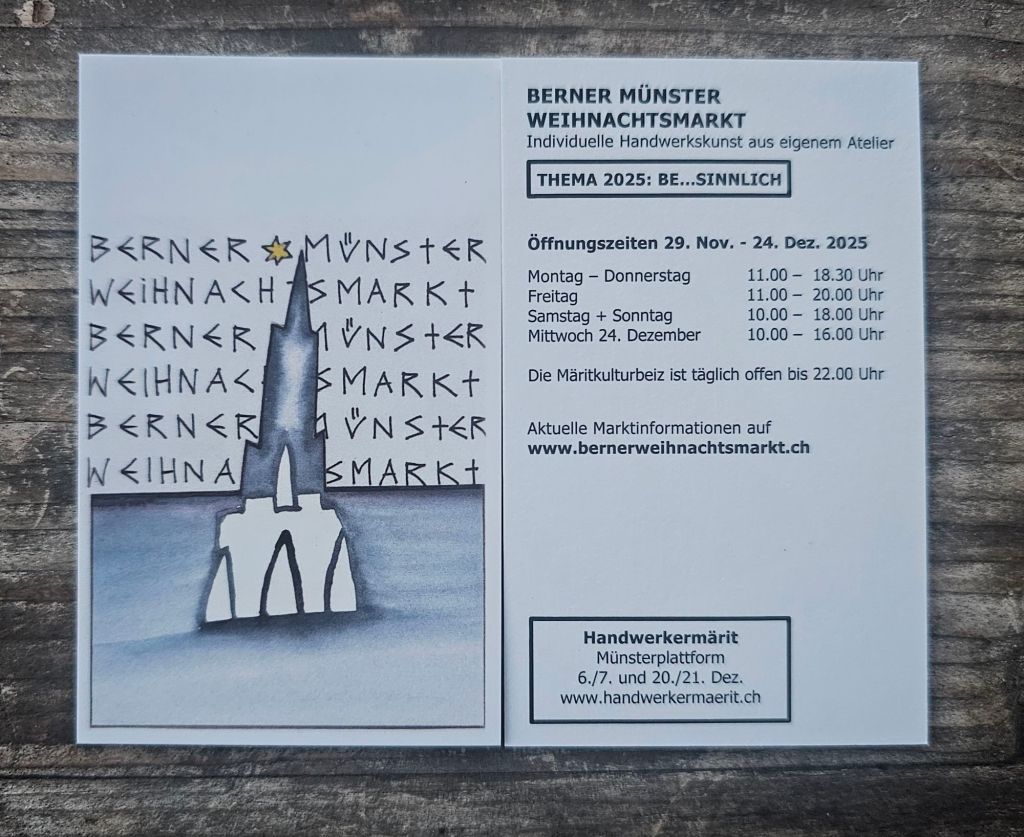 BERNER MÜNSTER
WEIHNACHTSMARKT
BERNER MÜNSTER
WEIHNAC SMARKT
BERNER MÜNSTER
WEIHNA SMARKT
BERNER MÜNSTER
WEIHNACHTSMARKT
Individuelle Handwerkskunst aus eigenem Atelier
THEMA 2025: BE...SINNLICH
Öffnungszeiten 29. Nov. - 24. Dez. 2025
Montag – Donnerstag 11.00 – 18.30 Uhr
Freitag 11.00 – 20.00 Uhr
Samstag + Sonntag 10.00 – 18.00 Uhr
Mittwoch 24. Dezember 10.00 – 16.00 Uhr
Die Märitkulturbeiz ist täglich offen bis 22.00 Uhr
Aktuelle Marktinformationen auf
www.bernerweihnachtsmarkt.ch
Handwerkermärit
Münsterplattform
6./7. und 20./21. Dez.
www.handwerkermaerit.ch